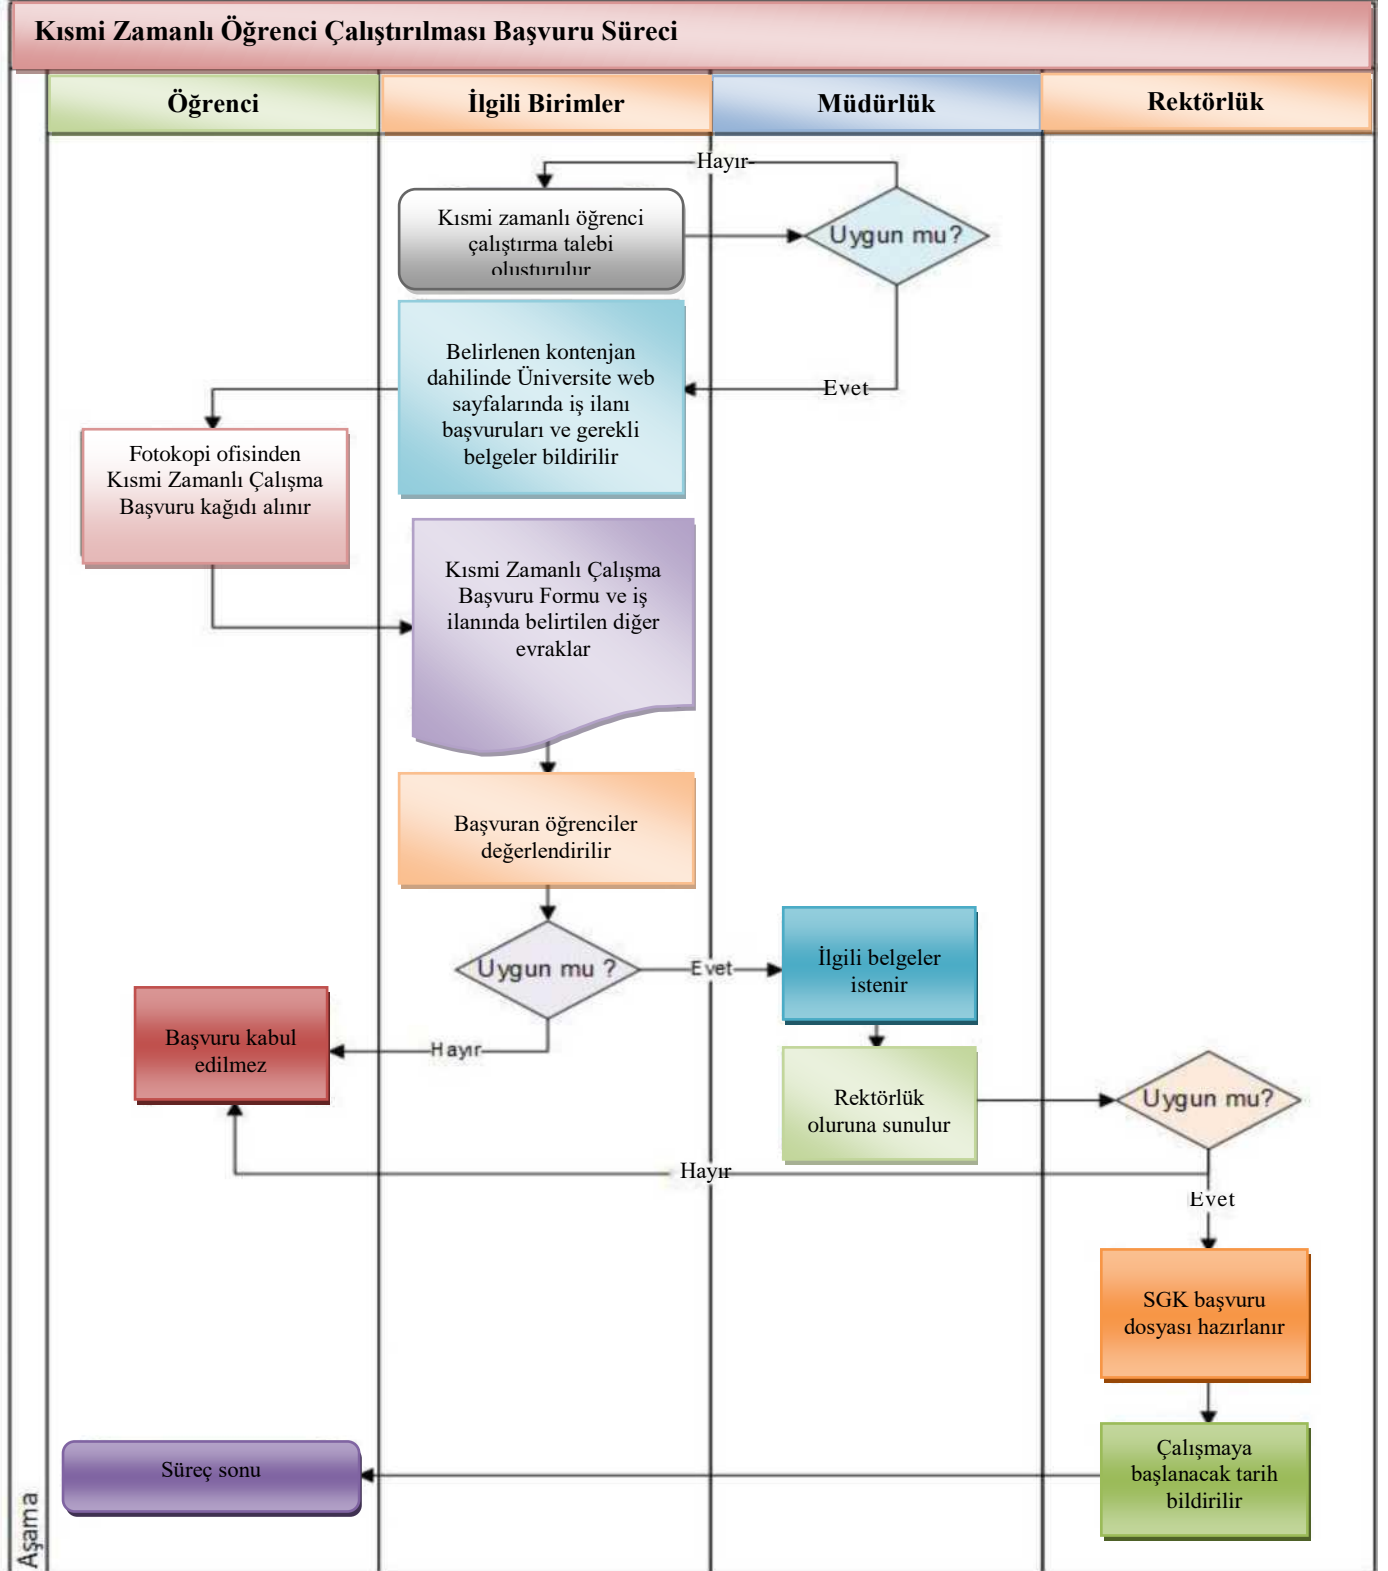 Kısmi Zamanlı Öğrenci Çalıştırılması Başvuru Süreci
Öğrenci
İlgili Birimler
Müdürlük
Rektörlük
Hayır
Kısmi zamanlı öğrenci
çalıştırma talebi
oluşturulur
Uygun mu?
Belirlenen kontenjan
dahilinde Üniversite web
sayfalarında iş ilanı
başvuruları ve gerekli
belgeler bildirilir
Evet
Fotokopi ofisinden
Kısmi Zamanlı Çalışma
Başvuru kağıdı alınır
Kısmi Zamanlı Çalışma
Başvuru Formu ve iş
ilanında belirtilen diğer
evraklar
Başvuran öğrenciler
değerlendirilir
Uygun mu ?
Evet
İlgili belgeler
istenir
Hayır
Başvuru kabul
edilmez
Rektörlük
oluruna sunulur
Uygun mu?
Hayır
Evet
SGK başvuru
dosyası hazırlanır
Çalışmaya
başlanacak tarih
bildirilir
Süreç sonu
Aşama